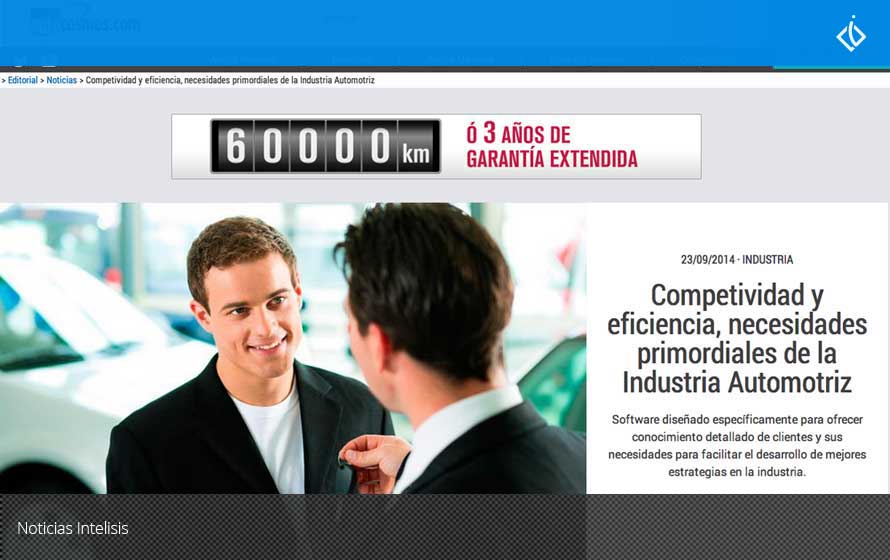 > Editorial > Noticias > Competividad y eficiencia, necesidades primordiales de la Industria Automotriz
60000 km
Ó 3 AÑOS DE
GARANTÍA EXTENDIDA
23/09/2014 · INDUSTRIA
Competividad y
eficiencia, necesidades
primordiales de la
Industria Automotriz
Software diseñado específicamente para ofrecer
conocimiento detallado de clientes y sus
necesidades para facilitar el desarrollo de mejores
estrategias en la industria.
Noticias Intelisis